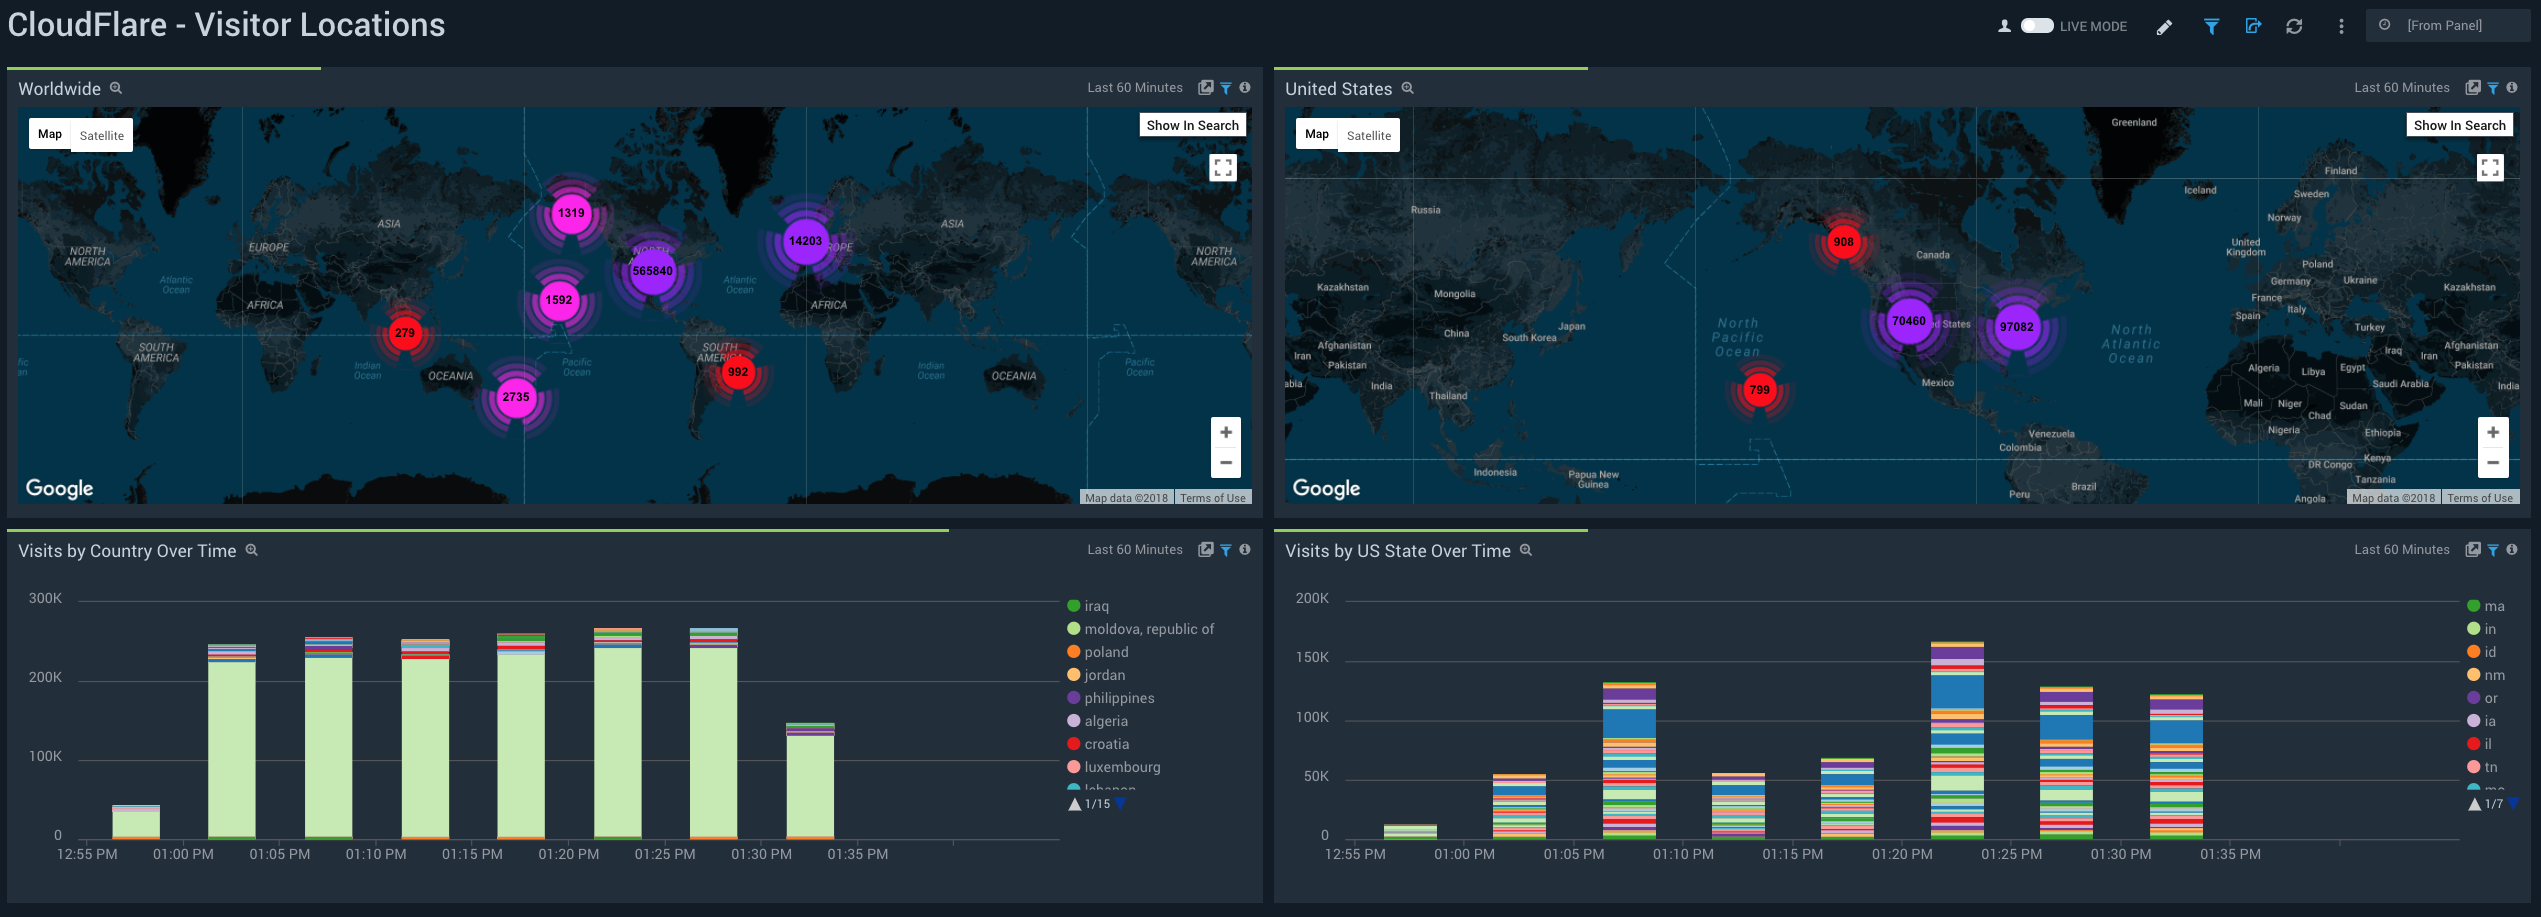 CloudFlare - Visitor Locations
LIVE MODE
[From Panel]
Worldwide
Last 60 Minutes
Map
Satellite
Show In Search
NORTH AMERICA
Atlantic Ocean
EUROPE
ASIA
AFRICA
SOUTH AMERICA
Indian Ocean
OCEANIA
Pacific Ocean
1319
1592
279
2735
565840
992
14203
NORTH
Atlantic Ocean
SOUTH
AFRICA
ASIA
Indian Ocean
OCEANIA
Pacific Ocean
NORTH AMERICA
Google
Map data ©2018
Terms of Use
United States
Last 60 Minutes
Map
Satellite
Show In Search
Greenland
Iceland
Finland
Sweden
Norway
Russia
United Kingdom
Poland
Germany
Ukraine
France
Italy
Spain
Turkey
Kazakhstan
Kazakhstan
Mongolia
China
South Korea
Japan
Afghanistan
Iran
Pakistan
India
Thailand
Indonesia
Papua New Guinea
North Pacific Ocean
908
799
70460
97082
Canada
Mexico
North Atlantic Ocean
Venezuela
Colombia
Peru
Brazil
Algeria
Libya
Egypt
Iraq
Iran
Afghanistan
Pakistan
Saudi Arabia
India
Mali
Niger
Chad
Sudan
Nigeria
Ethiopia
Kenya
DR Congo
Tanzania
Angola
Google
Map data ©2018
Terms of Use
Visits by Country Over Time
Last 60 Minutes
300K
200K
100K
0
12:55 PM
01:00 PM
01:05 PM
01:10 PM
01:15 PM
01:20 PM
01:25 PM
01:30 PM
01:35 PM
iraq
moldova, republic of
poland
jordan
philippines
algeria
croatia
luxembourg
lebanon
1/15
Visits by US State Over Time
Last 60 Minutes
200K
150K
100K
50K
0
12:55 PM
01:00 PM
01:05 PM
01:10 PM
01:15 PM
01:20 PM
01:25 PM
01:30 PM
01:35 PM
ma
in
id
nm
or
ia
il
tn
1/7